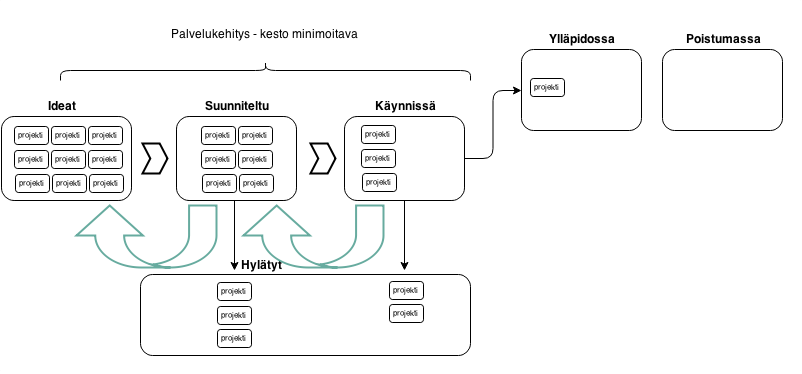 Palvelukehitys - kesto minimoitava
Ylläpidossa
Poistumassa
projekti
Ideat
Suunniteltu
Käynnissä
projekti projekti projekti
projekti projekti projekti
projekti projekti projekti
projekti projekti
projekti projekti
projekti projekti
projekti
projekti
projekti
Hylätyt
projekti
projekti
projekti
projekti
projekti